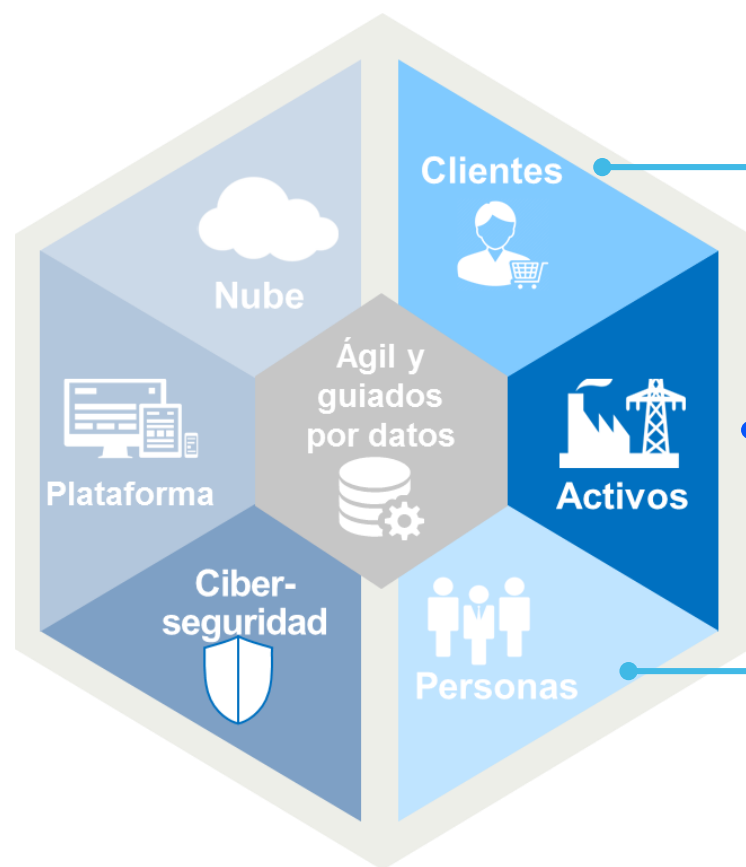 Clientes
Nube
Ágil y
guiados
por datos
Plataforma
Activos
Ciber-
seguridad
Personas